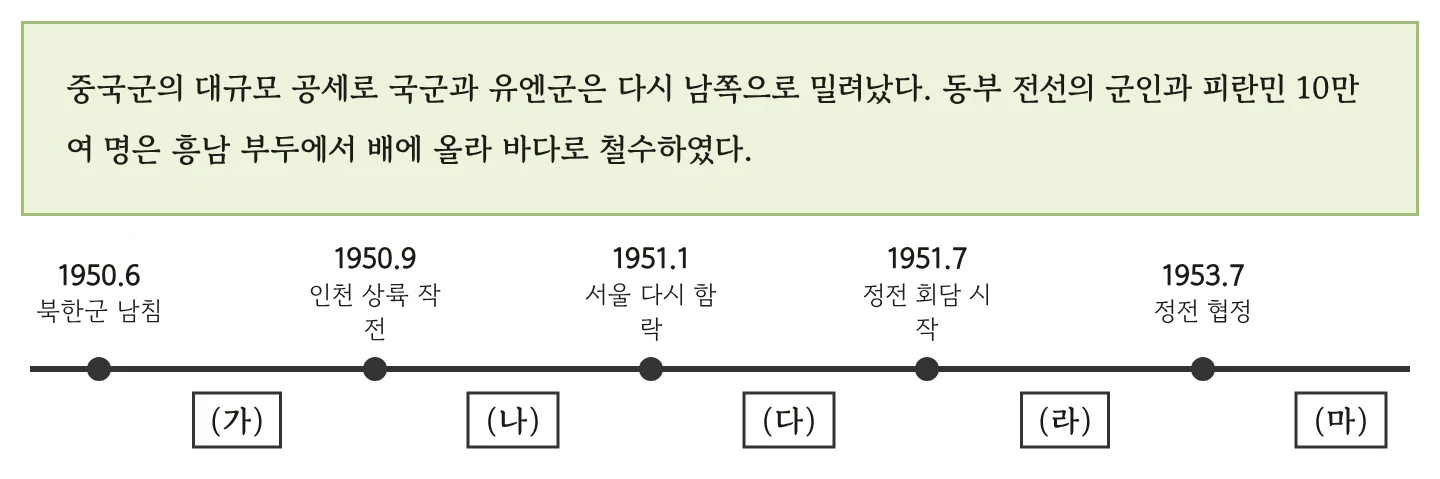 중국군의 대규모 공세로 국군과 유엔군은 다시 남쪽으로 밀려났다. 동부 전선의 군인과 피란민 10만
여 명은 흥남 부두에서 배에 올라 바다로 철수하였다.
1950.6
북한군 남침
1950.9
인천 상륙 작
전
1951.1
서울 다시 함
락
1951.7
정전 회담 시
작
1953.7
정전 협정
(가)
(나)
(다)
(라)
(마)